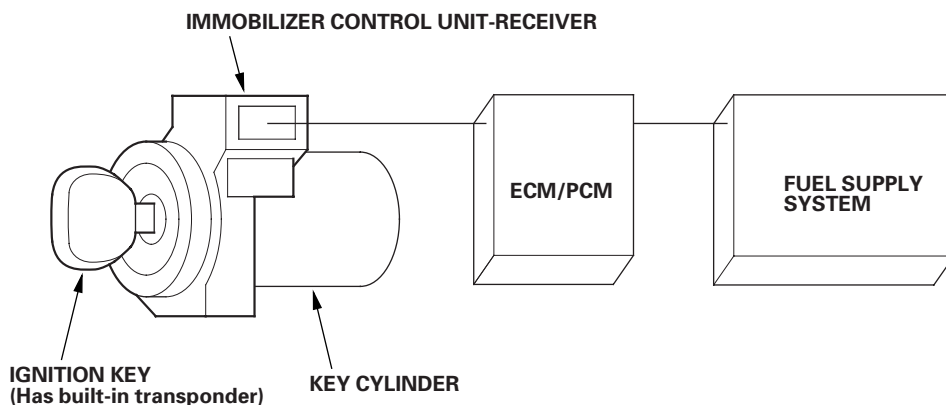 IMMOBILIZER CONTROL UNIT-RECEIVER
ECM/PCM
FUEL SUPPLY
SYSTEM
IGNITION KEY
(Has built-in transponder)
KEY CYLINDER